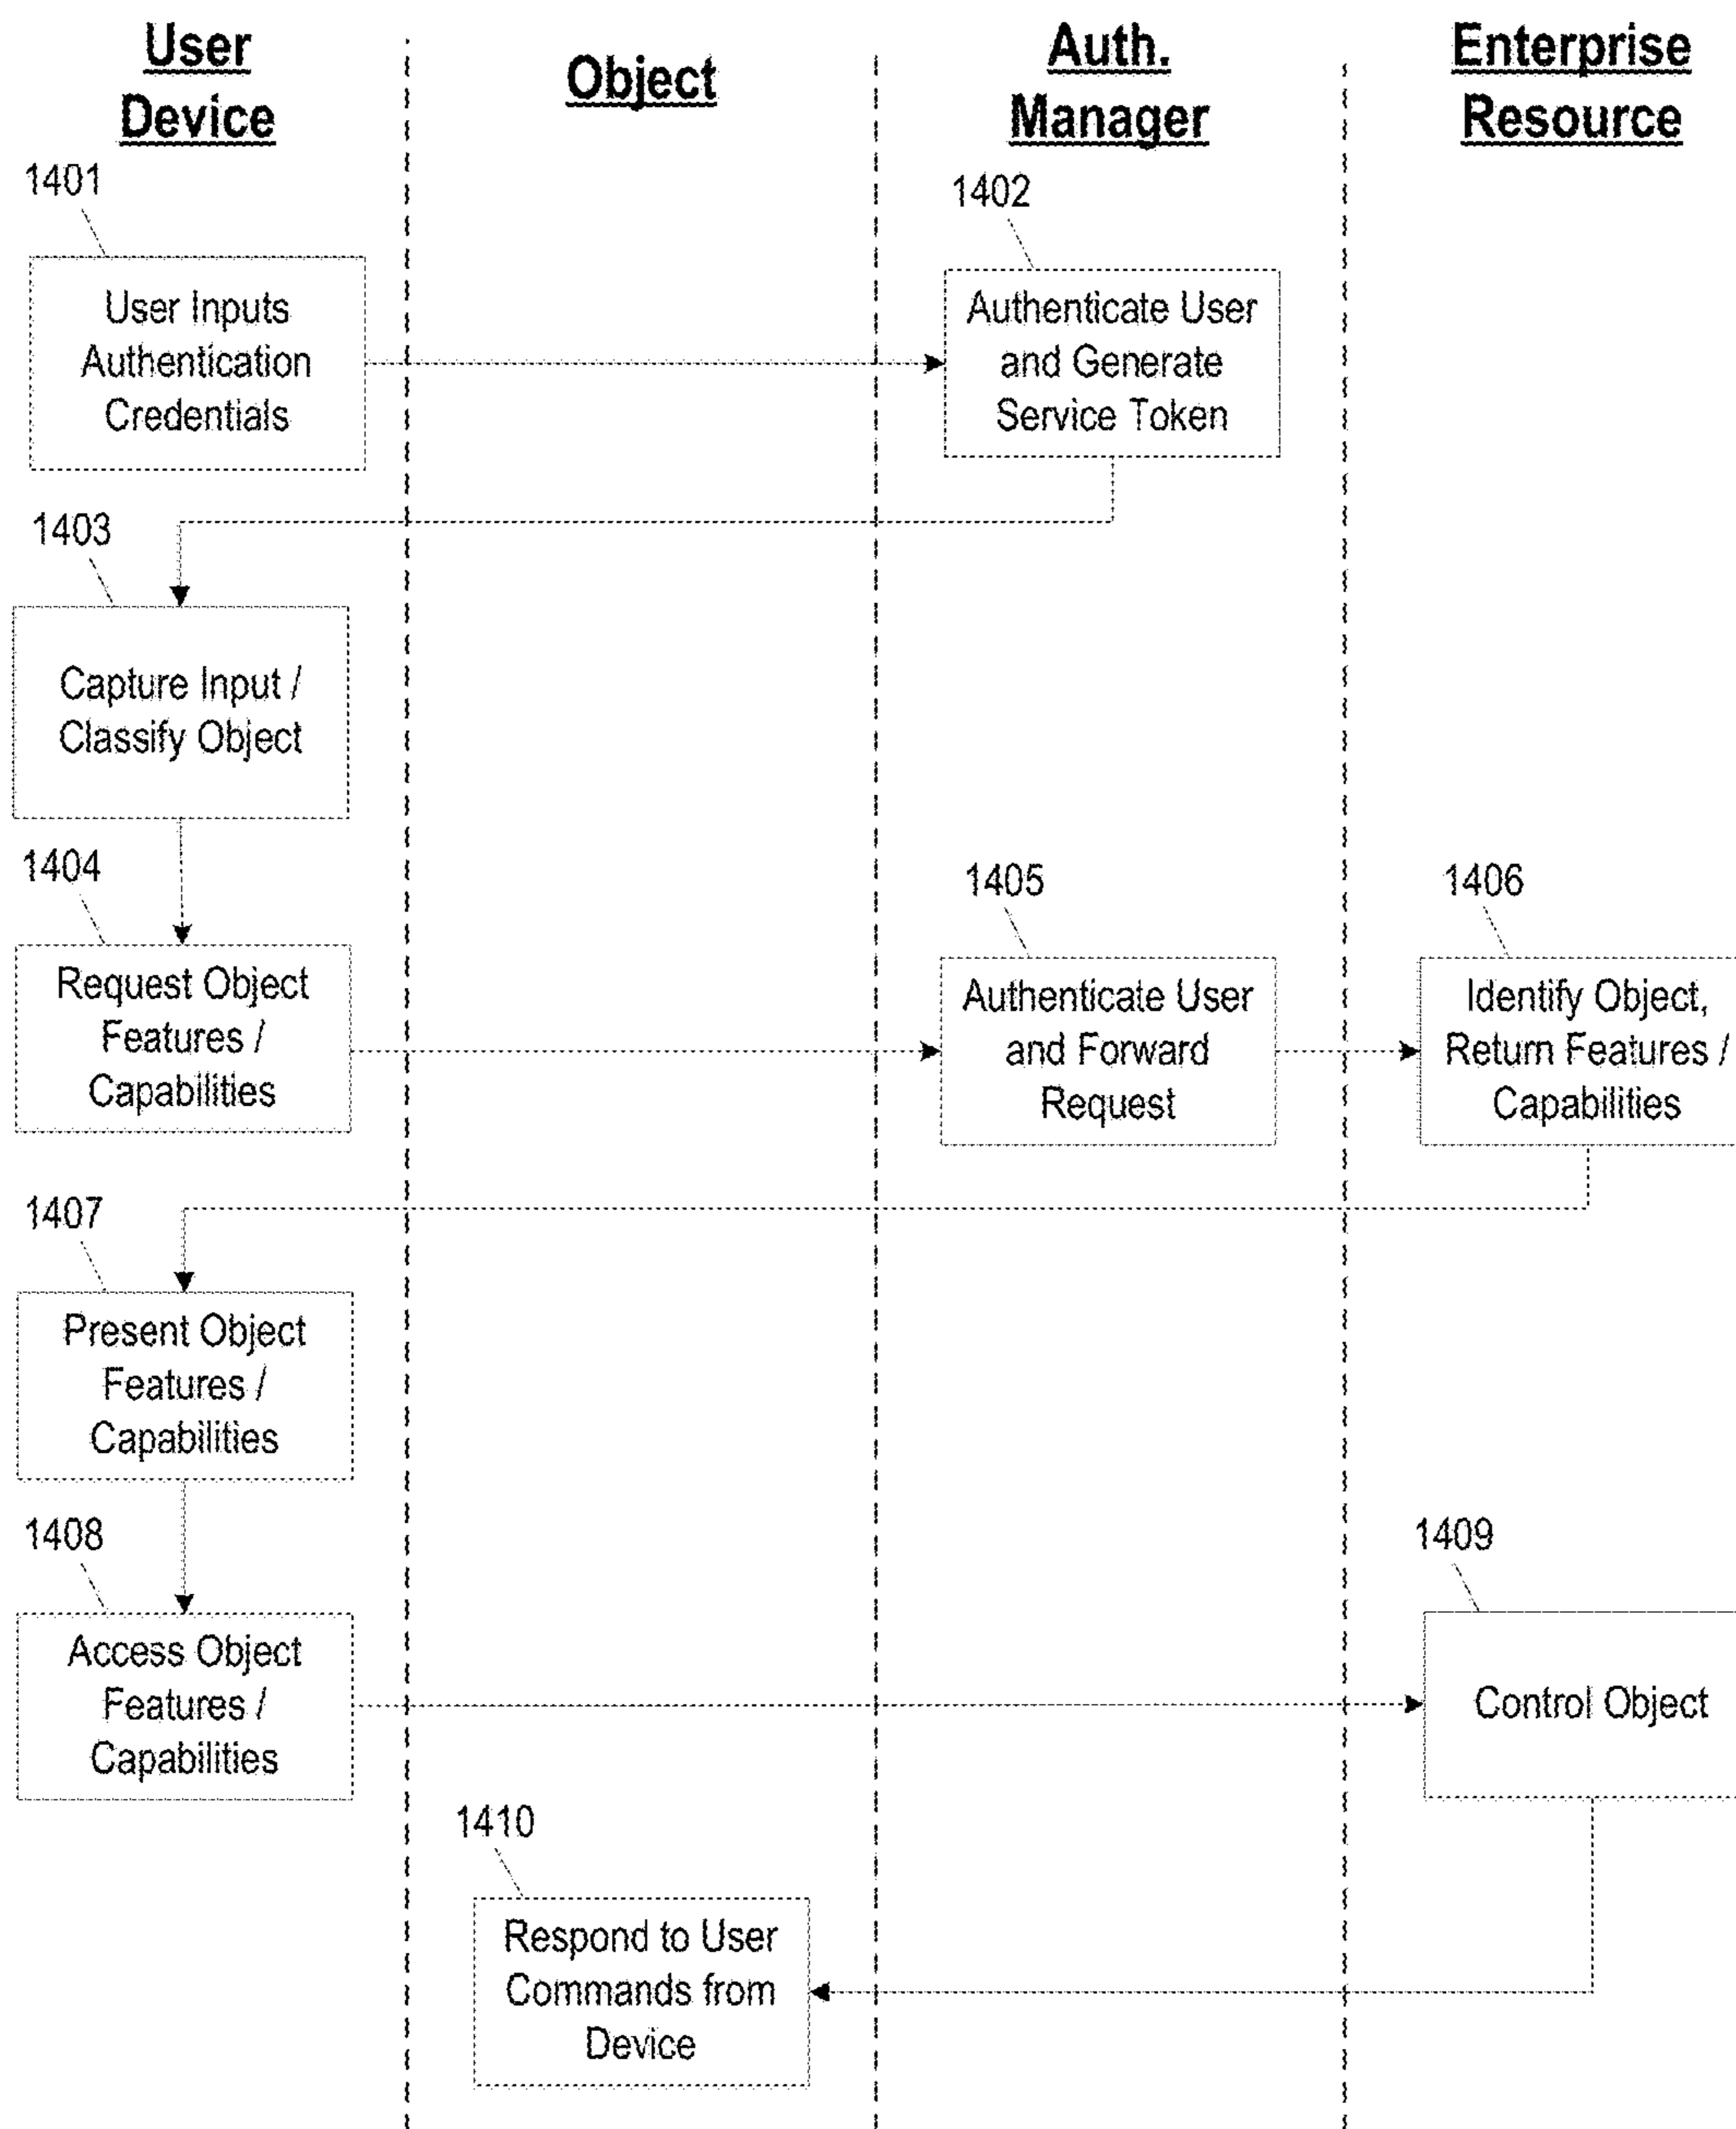 User
Device
Object
Auth.
Manager
Enterprise
Resource
1401
User Inputs
Authentication
Credentials
1402
Authenticate User
and Generate
Service Token
1403
Capture Input /
Classify Object
1404
Request Object
Features /
Capabilities
1405
Authenticate User
and Forward
Request
1406
Identify Object,
Return Features /
Capabilities
1407
Present Object
Features /
Capabilities
1408
Access Object
Features /
Capabilities
1409
Control Object
1410
Respond to User
Commands from
Device